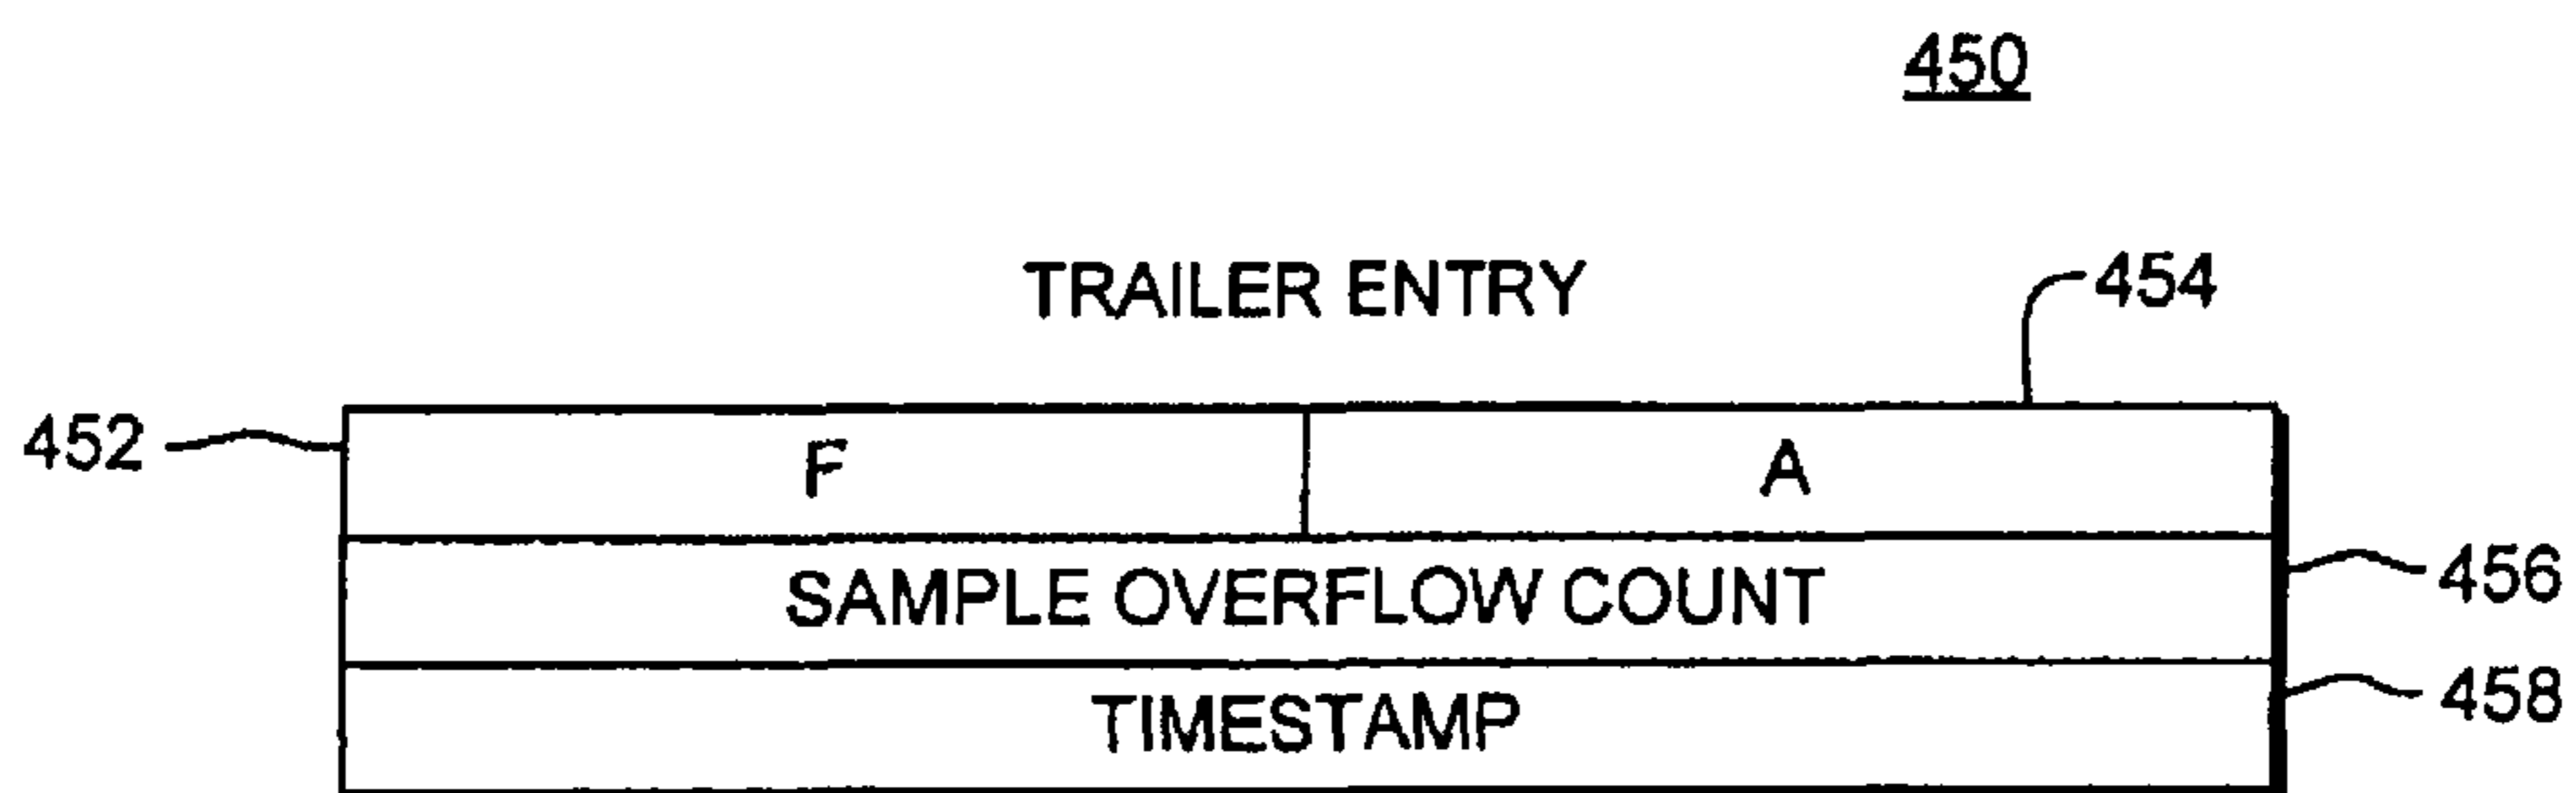 450
TRAILER ENTRY
454
452
F
A
SAMPLE OVERFLOW COUNT
456
TIMESTAMP
458